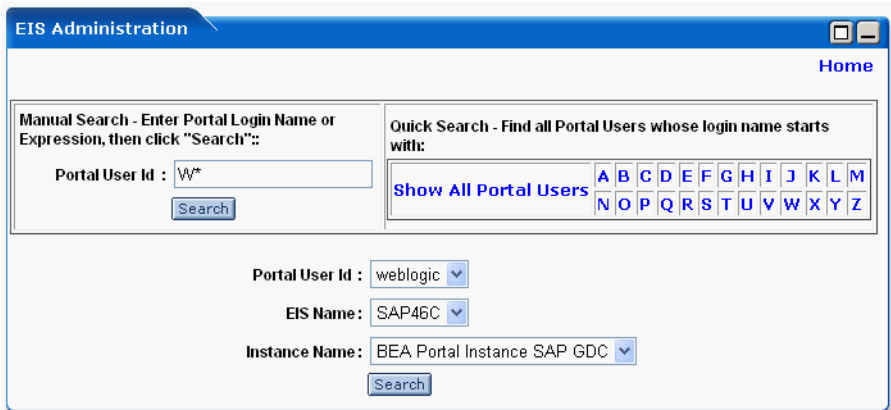 EIS Administration
Home
Manual Search - Enter Portal Login Name or
Expression, then click "Search"::
Portal User Id : W*
Search
Quick Search - Find all Portal Users whose login name starts
with:
Show All Portal Users
A B C D E F G H I J K L M
N O P Q R S T U V W X Y Z
Portal User Id : weblogic
EIS Name : SAP46C
Instance Name : BEA Portal Instance SAP GDC
Search